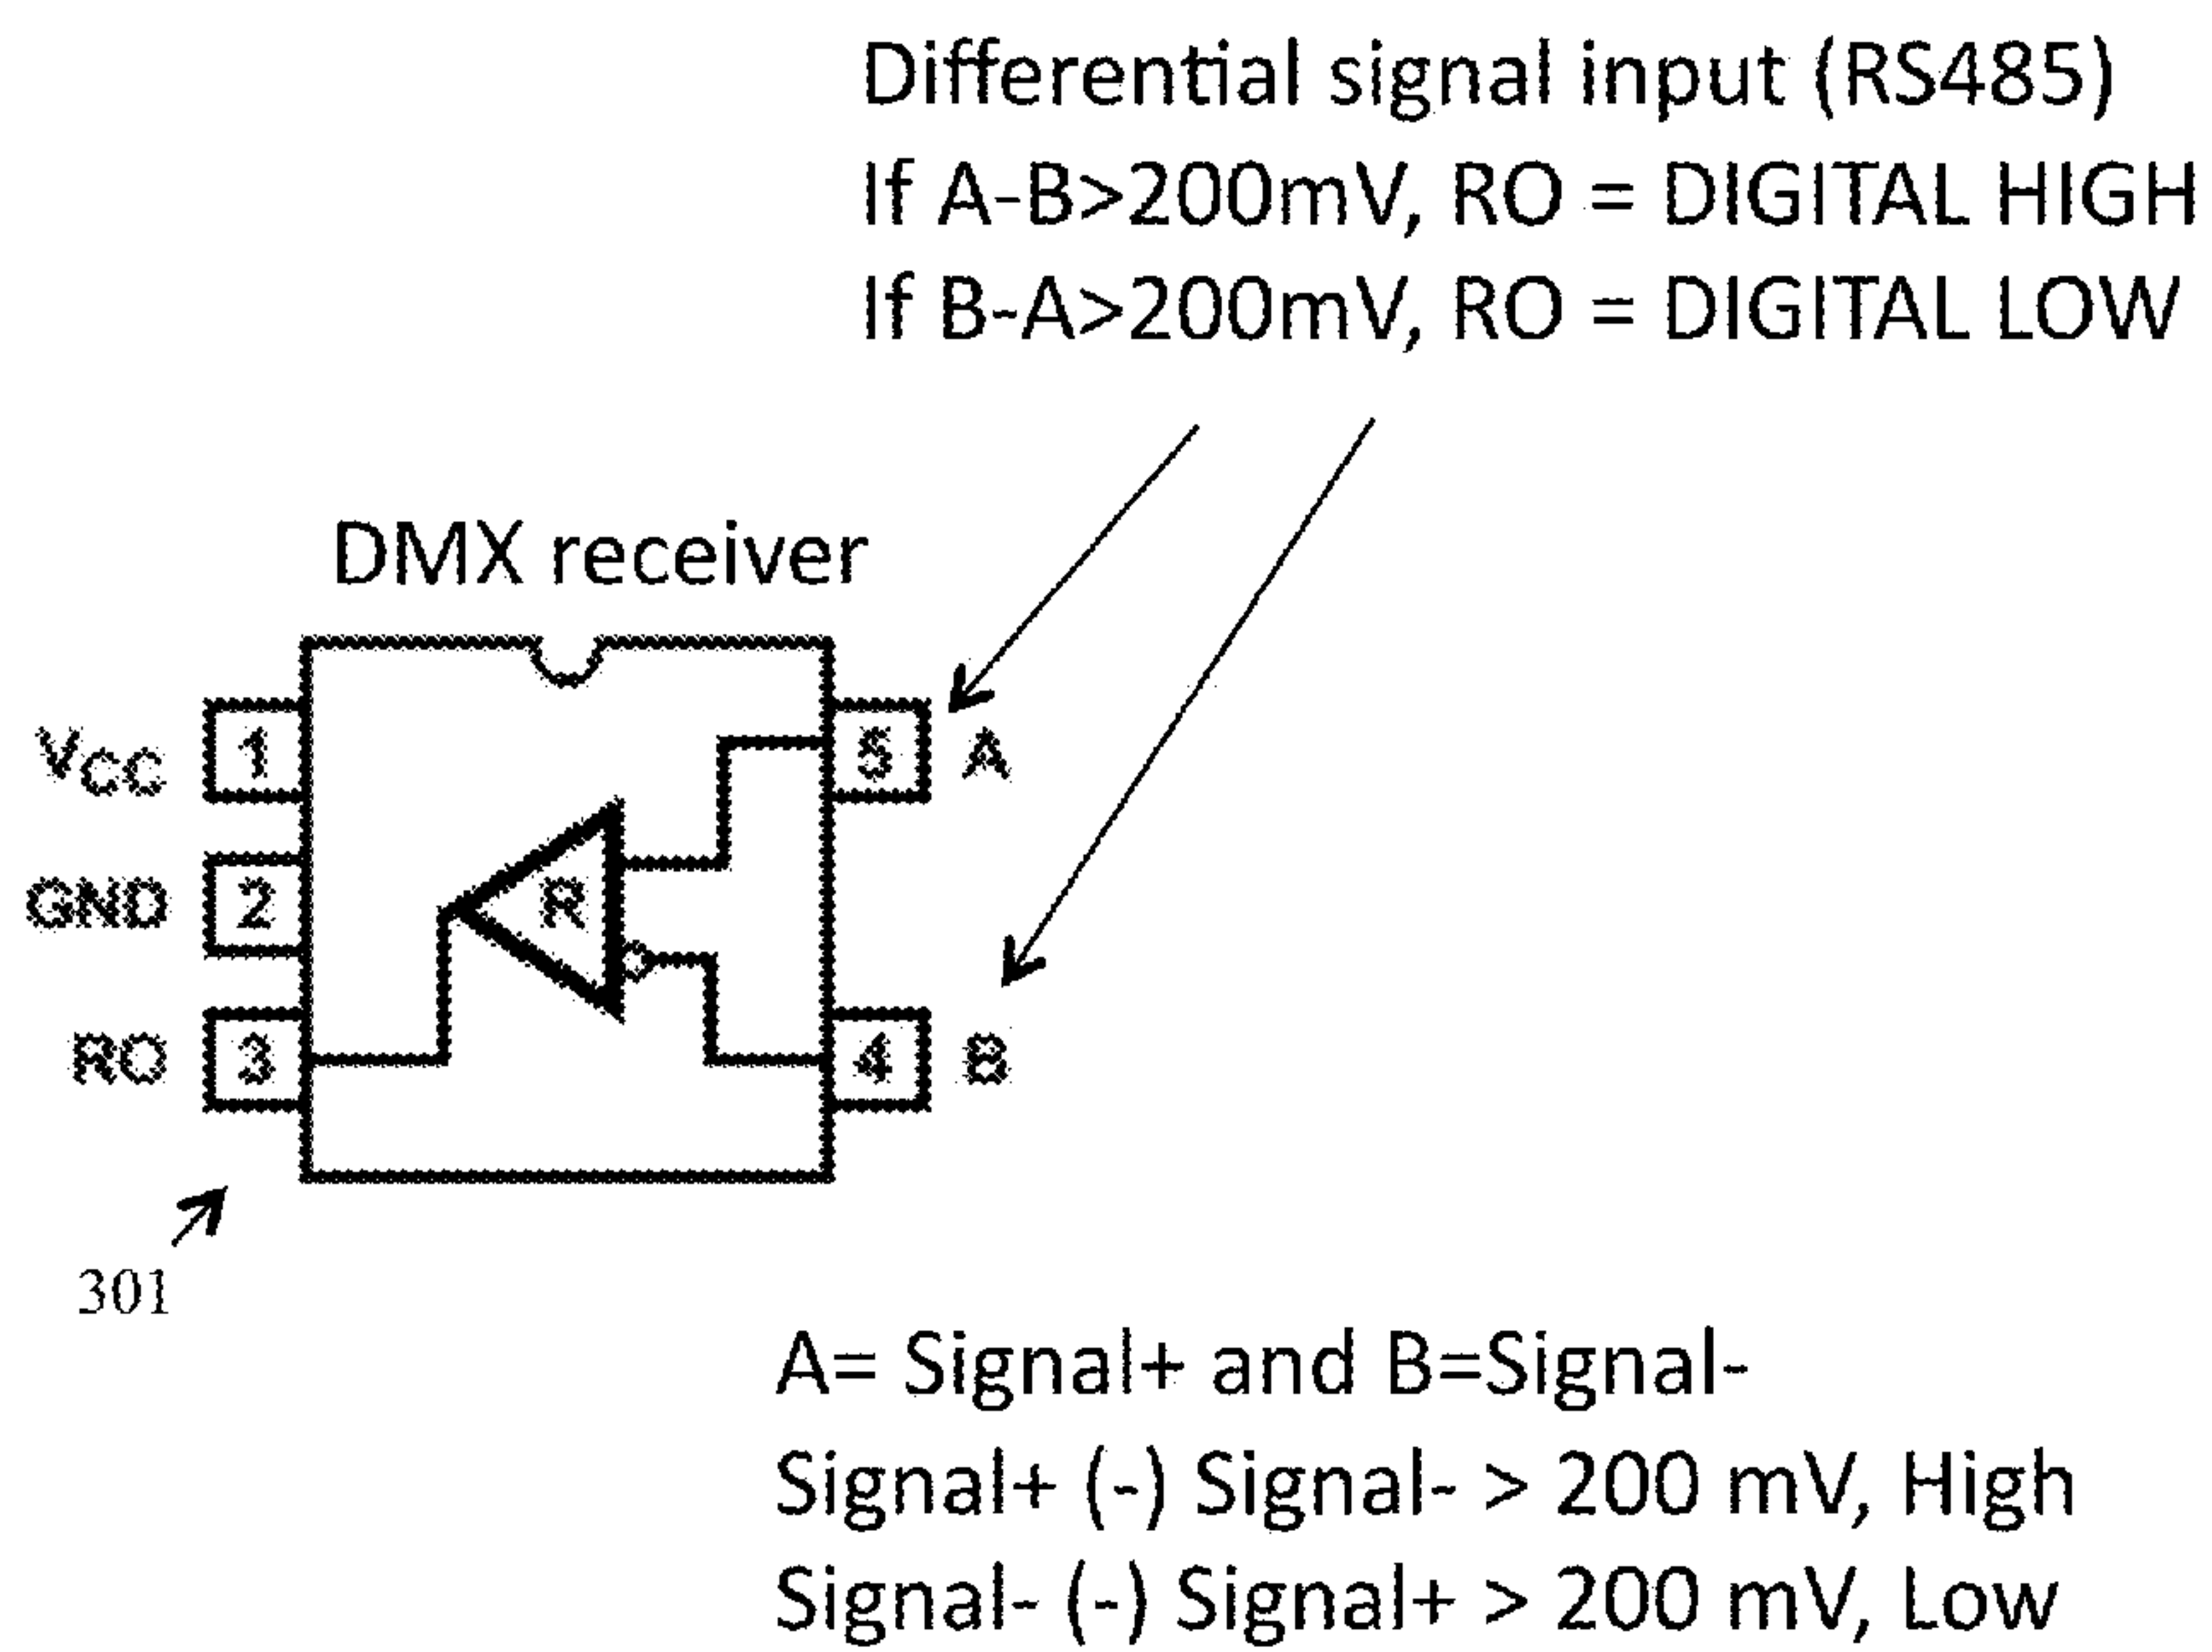 Differential signal input (RS485)
If A-B>200mV, RO = DIGITAL HIGH
If B-A>200mV, RO = DIGITAL LOW
DMX receiver
VCC 1 5 A
GND 2 R
RO 3 4 B
301
A= Signal+ and B=Signal-
Signal+ (-) Signal- > 200 mV, High
Signal- (-) Signal+ > 200 mV, Low